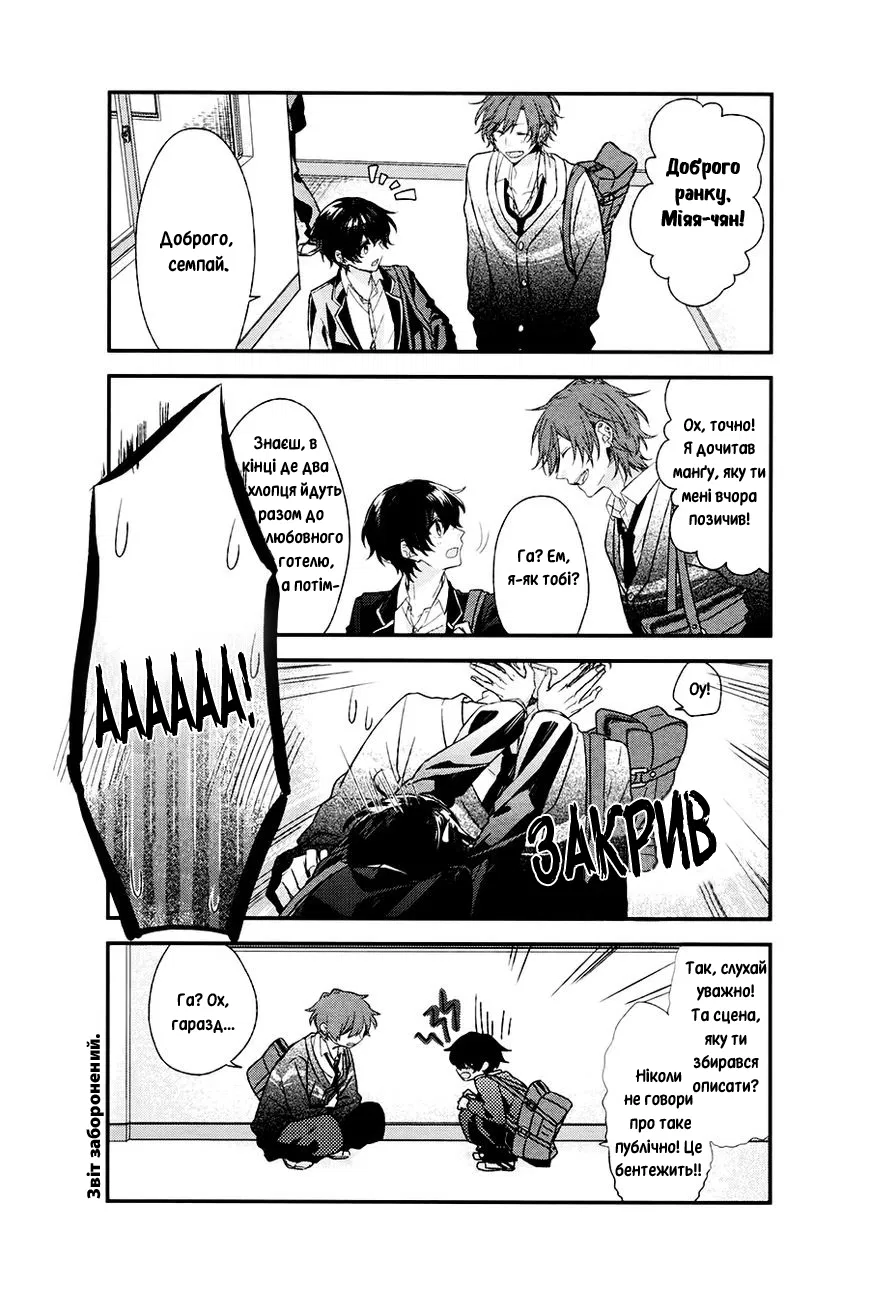 Доброго
ранку,
Міяя-чян!
Доброго,
семпай.
Ох, точно!
Я дочитав
манґу, яку ти
мені вчора
позичив!
Га? Ем,
я-як тобі?
Знаєш, в
кінці де два
хлопця йдуть
разом до
любовного
готелю,
а потім-
АААААА!
Оу!
ЗАКРИВ
Так, слухай
уважно!
Та сцена,
яку ти
збирався
описати?
Ніколи
не говори
про таке
публічно! Це
бентежить!!
Га? Ох,
гаразд...
Звіт заборонений.